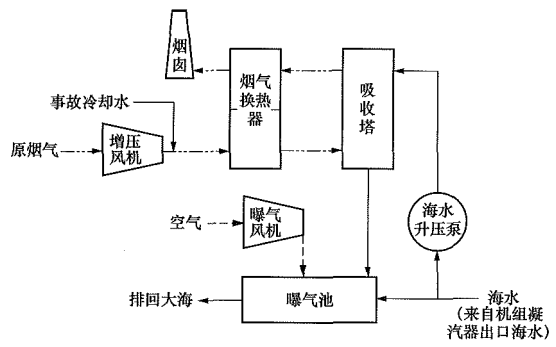 烟
囱
烟气
换热
器
吸
收
塔
事故冷却水
原烟气
增压
风机
空气
曝气
风机
海水
升压泵
排回大海
曝气池
海水
(来自机组凝
汽器出口海水)